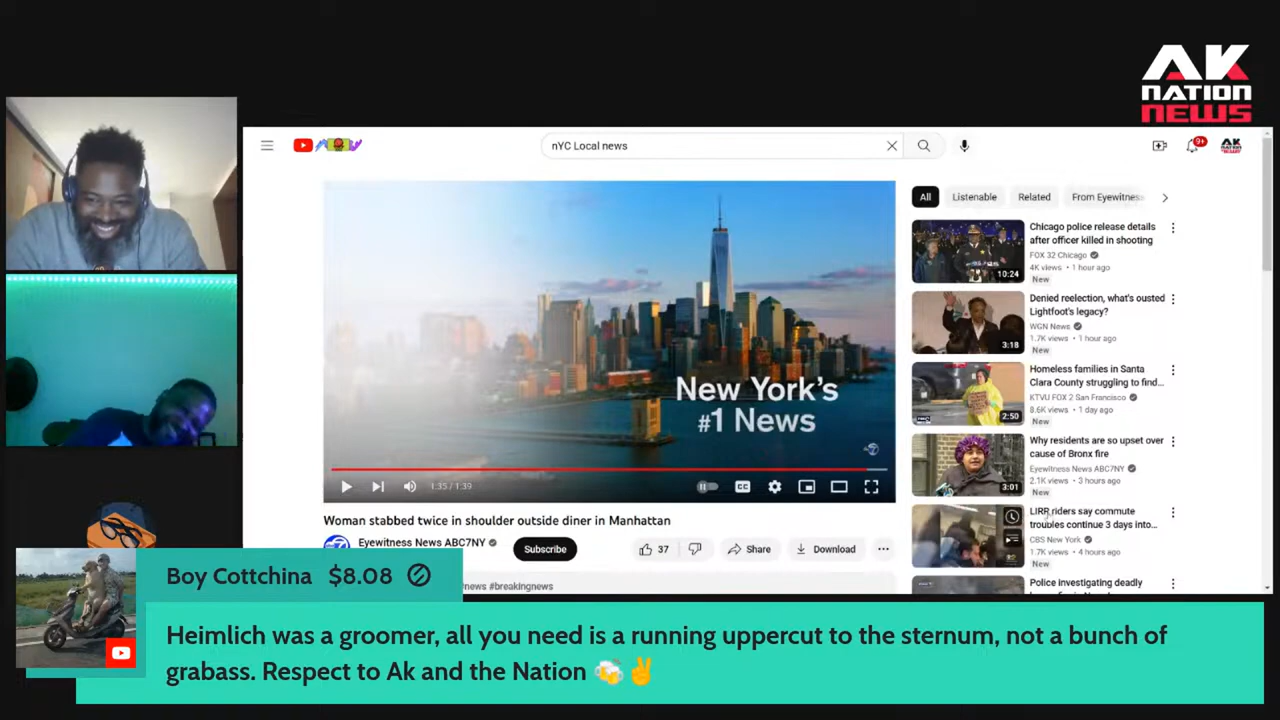 AK
NATION
NEWS
nYC Local news
9+
New York's
#1 News
1:35 / 1:39
CC
Woman stabbed twice in shoulder outside diner in Manhattan
Eyewitness News ABC7NY
Subscribe
37
Share
Download
#news #breakingnews
All
Listenable
Related
From Eyewitness
Chicago police release details
after officer killed in shooting
FOX 32 Chicago
4K views • 1 hour ago
New
10:24
Denied reelection, what's ousted
Lightfoot's legacy?
WGN News
1.7K views • 1 hour ago
New
3:18
Homeless families in Santa
Clara County struggling to find...
KTVU FOX 2 San Francisco
8.6K views • 1 day ago
New
2:50
Why residents are so upset over
cause of Bronx fire
Eyewitness News ABC7NY
2.1K views • 3 hours ago
New
3:01
LIRR riders say commute
troubles continue 3 days into...
CBS New York
1.7K views • 4 hours ago
New
Police investigating deadly
Boy Cottchina $8.08
Heimlich was a groomer, all you need is a running uppercut to the sternum, not a bunch of
grabass. Respect to Ak and the Nation 🍻✌